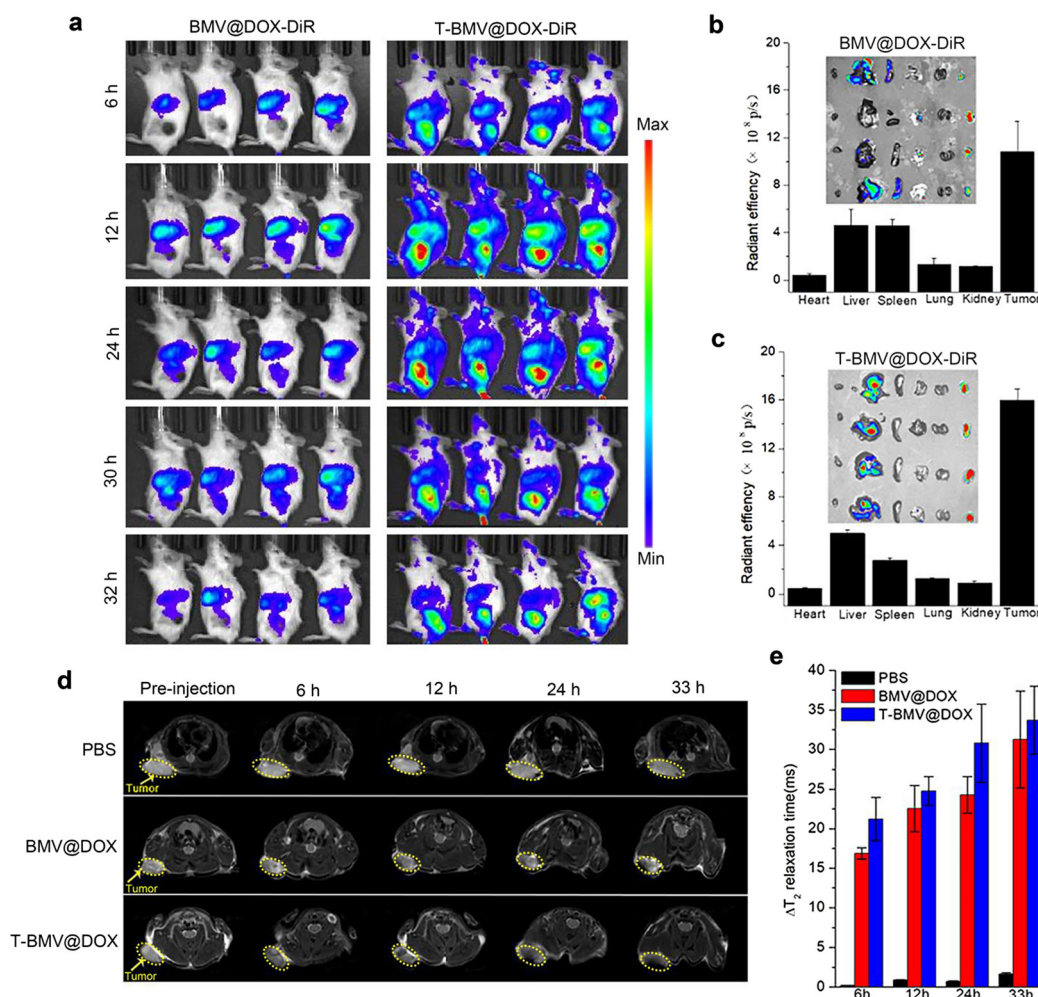 a
BMV@DOX-DiR
T-BMV@DOX-DiR
6 h
12 h
24 h
30 h
32 h
Max
Min
b
BMV@DOX-DiR
Radiant effiency (× 10 8 p/s)
20
16
12
8
4
0
Heart
Liver
Spleen
Lung
Kidney
Tumor
c
T-BMV@DOX-DiR
Radiant effiency (× 10 8 p/s)
20
16
12
8
4
0
Heart
Liver
Spleen
Lung
Kidney
Tumor
d
Pre-injection
6 h
12 h
24 h
33 h
PBS
Tumor
BMV@DOX
Tumor
T-BMV@DOX
Tumor
e
PBS
BMV@DOX
T-BMV@DOX
ΔT2 relaxation time(ms)
40
35
30
25
20
15
10
5
0
6h
12h
24h
33h